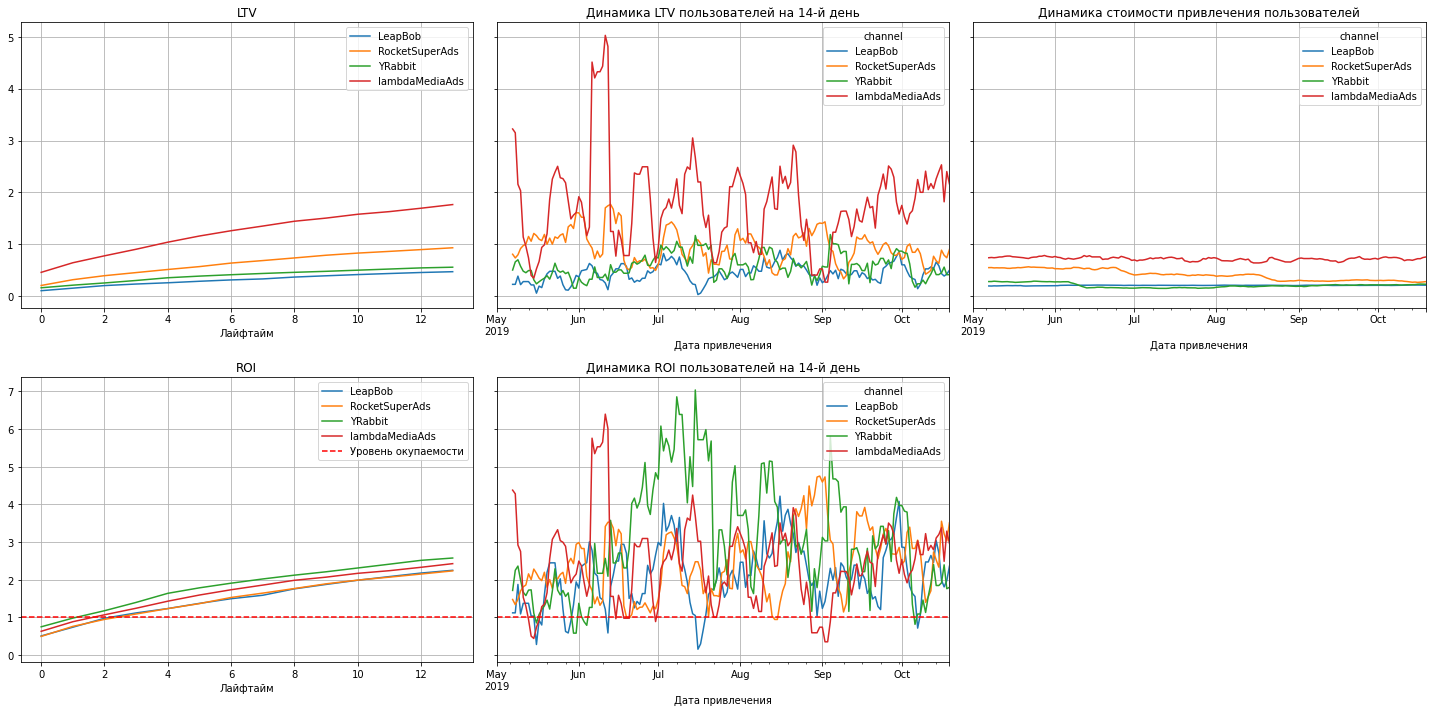 LTV
5
4
3
2
1
0
0 2 4 6 8 10 12
Лайфтайм
LeapBob
RocketSuperAds
YRabbit
lambdaMediaAds
Динамика LTV пользователей на 14-й день
channel
LeapBob
RocketSuperAds
YRabbit
lambdaMediaAds
May Jun Jul Aug Sep Oct
2019
Дата привлечения
Динамика стоимости привлечения пользователей
channel
LeapBob
RocketSuperAds
YRabbit
lambdaMediaAds
May Jun Jul Aug Sep Oct
2019
Дата привлечения
ROI
7
6
5
4
3
2
1
0
0 2 4 6 8 10 12
Лайфтайм
LeapBob
RocketSuperAds
YRabbit
lambdaMediaAds
Уровень окупаемости
Динамика ROI пользователей на 14-й день
channel
LeapBob
RocketSuperAds
YRabbit
lambdaMediaAds
May Jun Jul Aug Sep Oct
2019
Дата привлечения